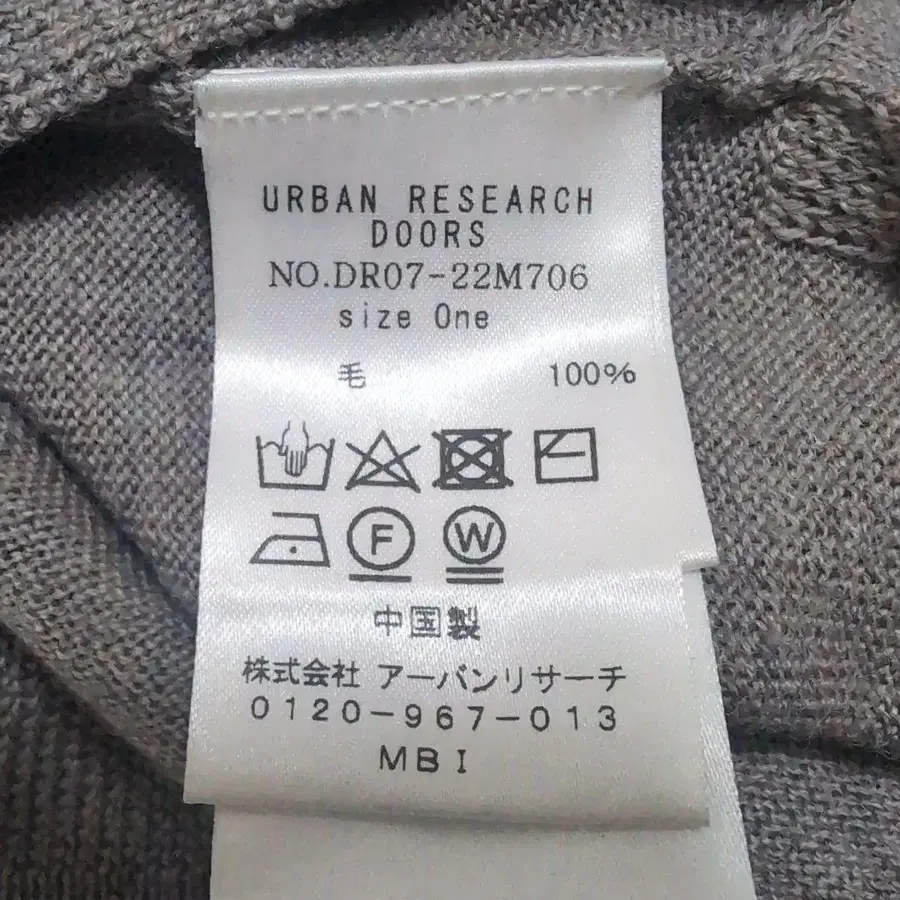 URBAN RESEARCH
DOORS
NO.DR07-22M706
size One
毛 100%
F W
中国製
株式会社 アーバンリサーチ
0120-967-013
MBI